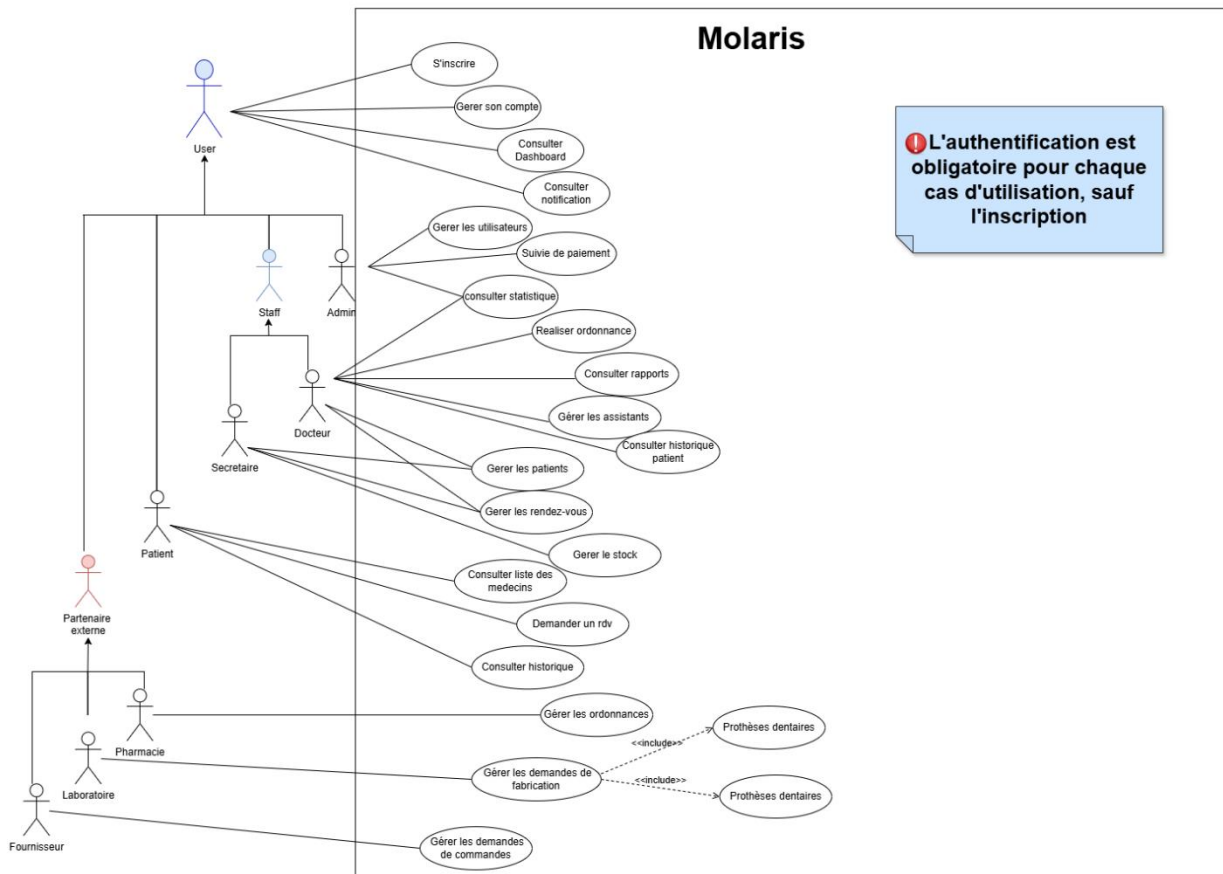 Molaris
S'inscrire
Gerer son compte
Consulter
Dashboard
Consulter
notification
User
L'authentification est
obligatoire pour chaque
cas d'utilisation, sauf
l'inscription
Gerer les utilisateurs
Suivie de paiement
consulter statistique
Staff
Admin
Realiser ordonnance
Consulter rapports
Gérer les assistants
Consulter historique
patient
Docteur
Secretaire
Gerer les patients
Gerer les rendez-vous
Gerer le stock
Patient
Consulter liste des
medecins
Demander un rdv
Consulter historique
Partenaire
externe
Gérer les ordonnances
Pharmacie
Prothèses dentaires
<<include>>
Gérer les demandes de
fabrication
<<include>>
Prothèses dentaires
Laboratoire
Fournisseur
Gérer les demandes
de commandes